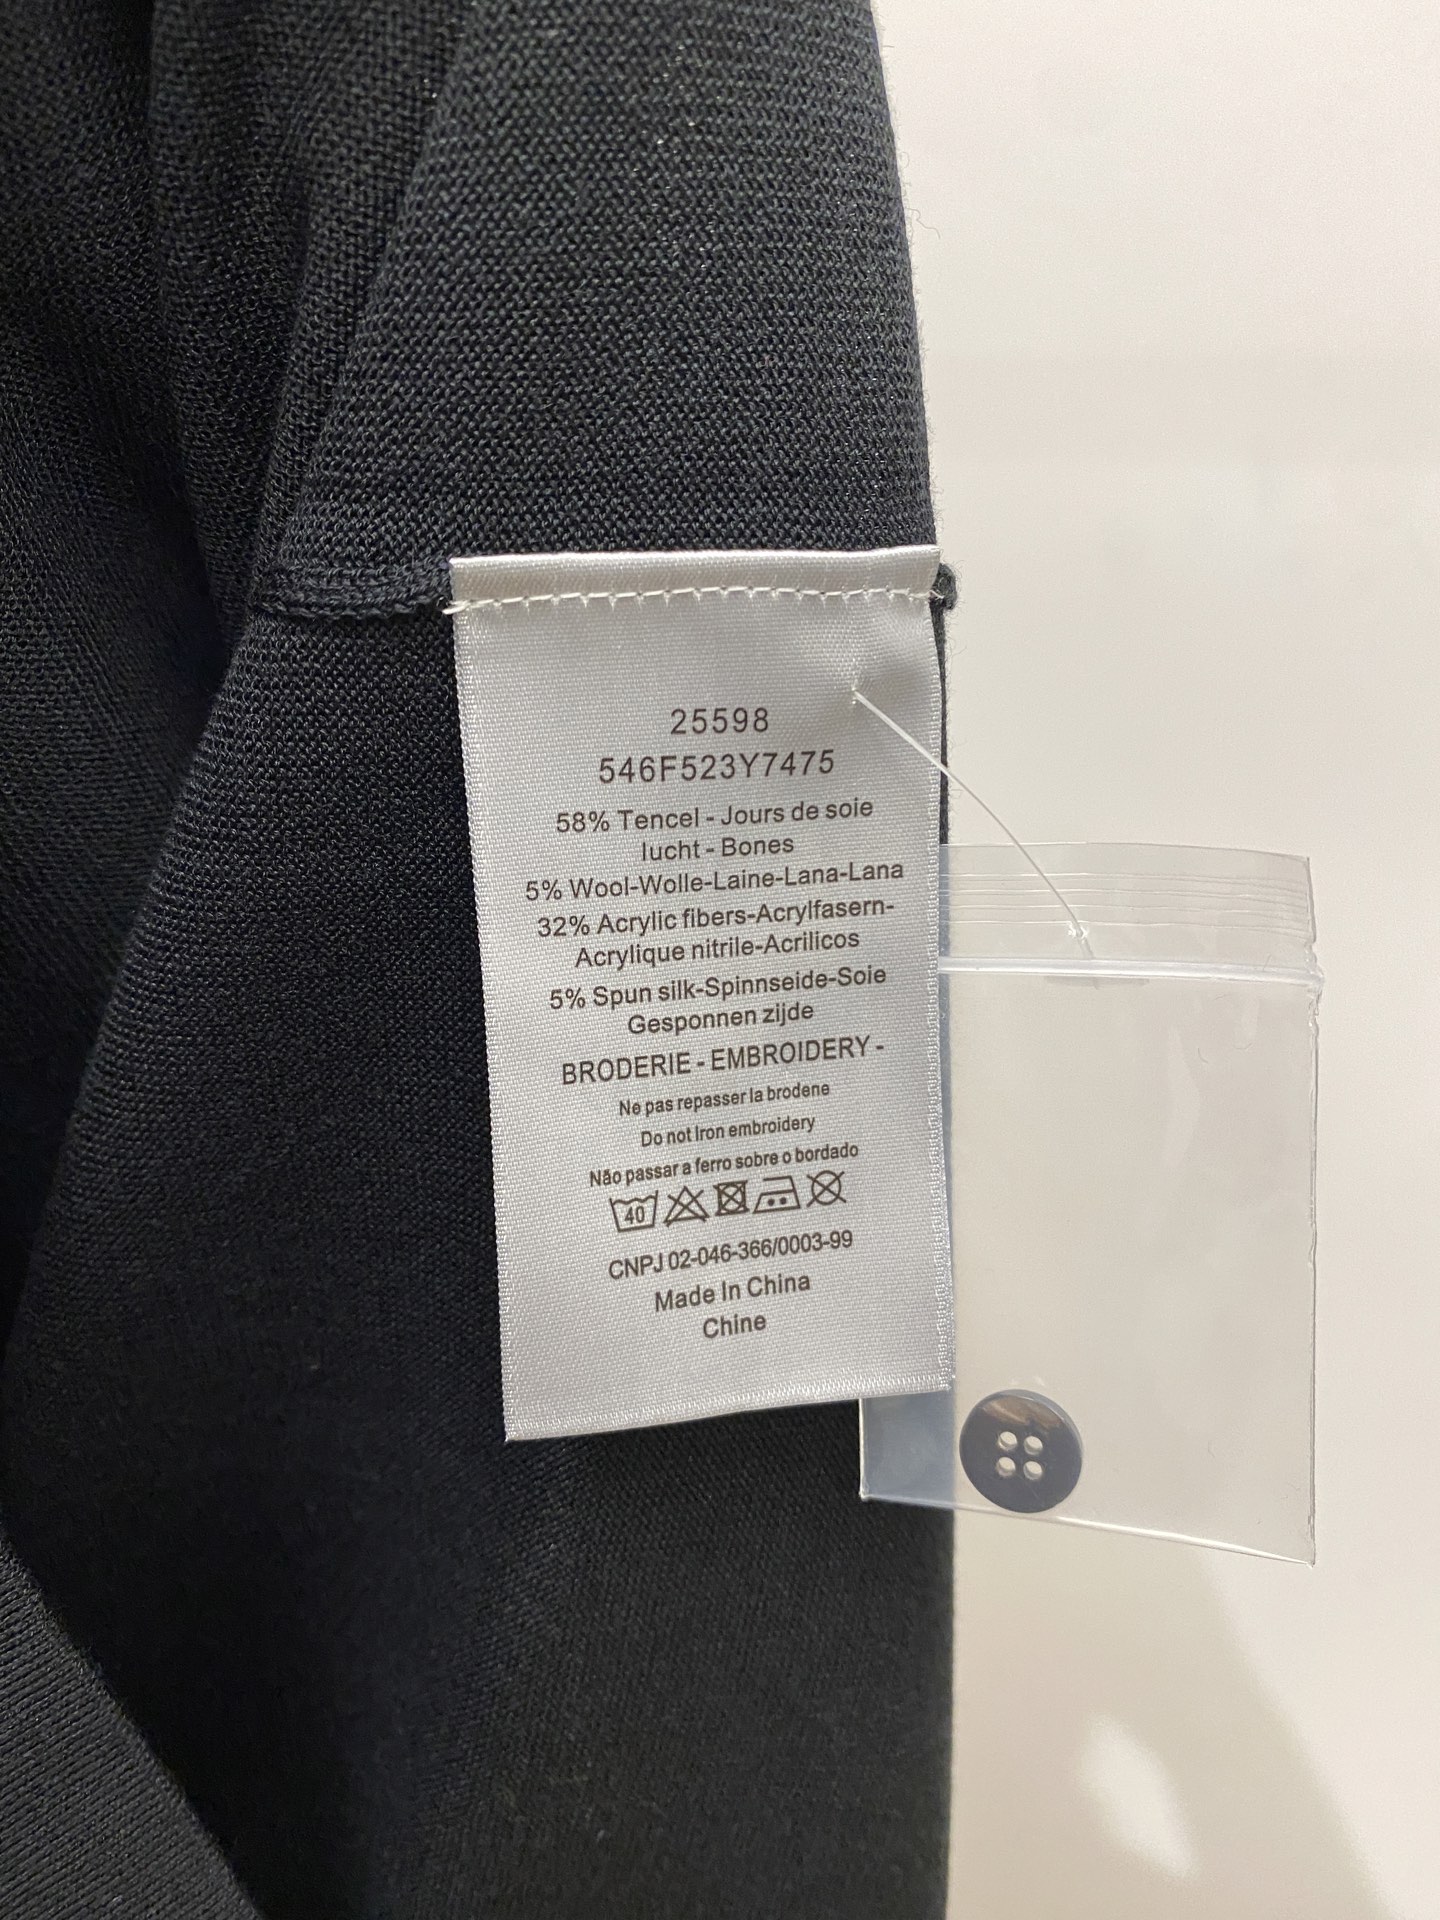 25598
546F523Y7475
58% Tencel - Jours de soie
lucht - Bones
5% Wool-Wolle-Laine-Lana-Lana
32% Acrylic fibers-Acrylfasern-
Acrylique nitrile-Acrilicos
5% Spun silk-Spinnseide-Soie
Gesponnen zijde
BRODERIE - EMBROIDERY -
Ne pas repasser la brodene
Do not Iron embroidery
Não passar a ferro sobre o bordado
40
CNPJ 02-046-366/0003-99
Made In China
Chine